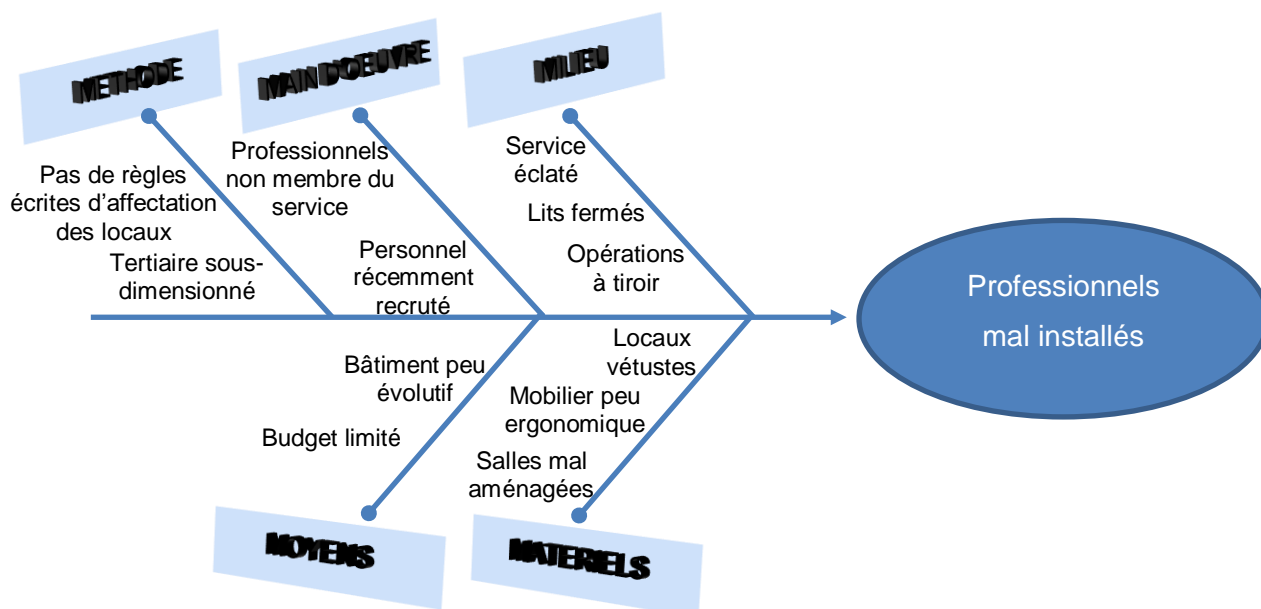 METHODE
MAIN D'OEUVRE
MILIEU
Pas de règles
écrites d’affectation
des locaux
Tertiaire sous-
dimensionné
Professionnels
non membre du
service
Personnel
récemment
recruté
Service
éclaté
Lits fermés
Opérations
à tiroir
Professionnels
mal installés
Bâtiment peu
évolutif
Budget limité
Locaux
vétustes
Mobilier peu
ergonomique
Salles mal
aménagées
MOYENS
MATERIELS